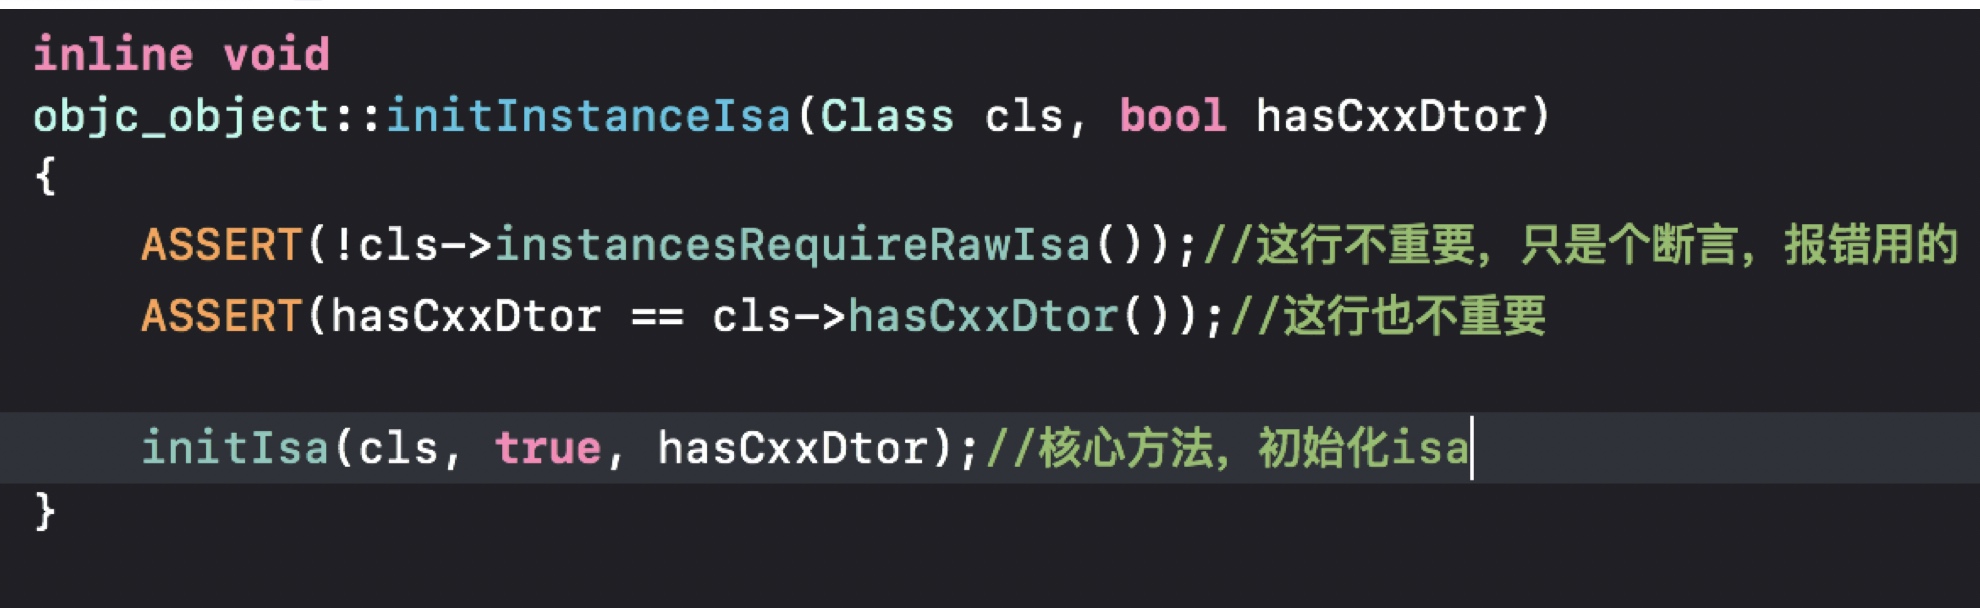 inline void
objc_object::initInstanceIsa(Class cls, bool hasCxxDtor)
{
    ASSERT(!cls->instancesRequireRawIsa());//这行不重要，只是个断言，报错用的
    ASSERT(hasCxxDtor == cls->hasCxxDtor());//这行也不重要
    initIsa(cls, true, hasCxxDtor);//核心方法，初始化isa
}